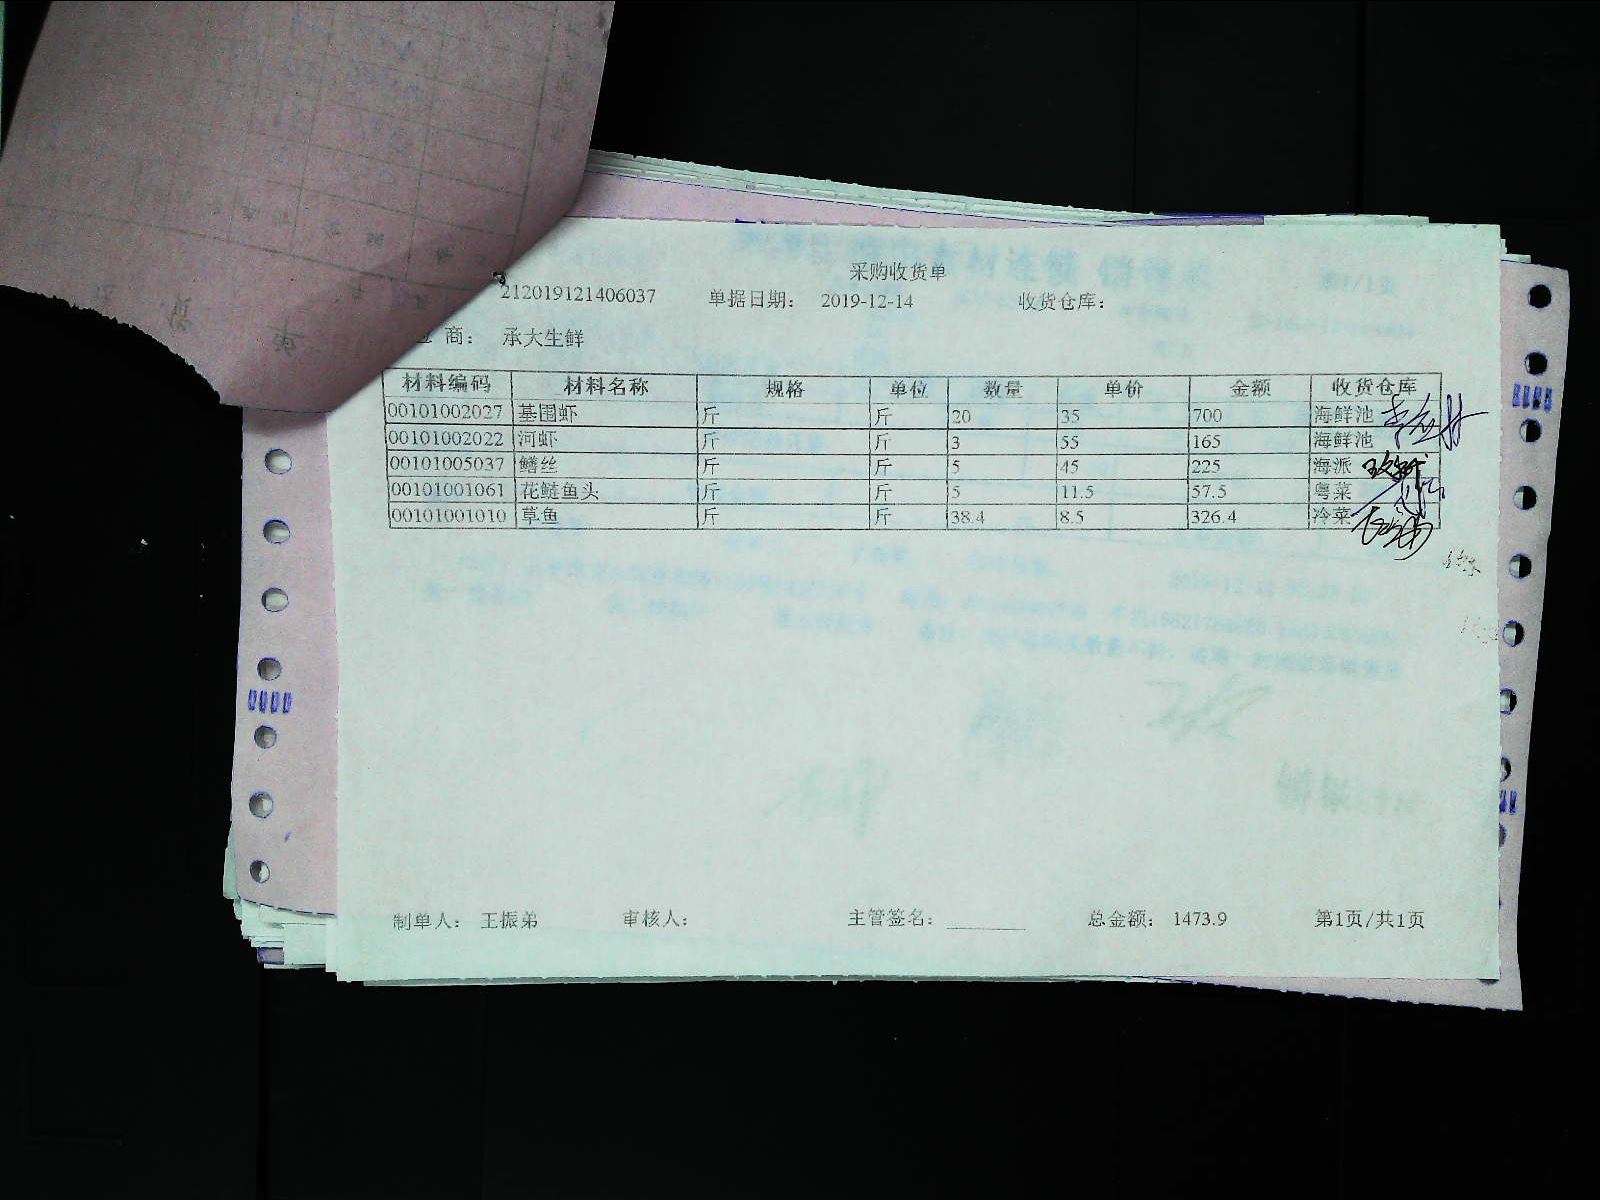 采购收货单
212019121406037 单据日期: 2019-12-14 收货仓库:
商: 承大生鲜
材料编码 材料名称 规格 单位 数量 单价 金额 收货仓库
00101002027 基围虾 斤 斤 20 35 700 海鲜池
00101002022 河虾 斤 斤 3 55 165 海鲜池
00101005037 鳝丝 斤 斤 5 45 225 海派
00101001061 花鲢鱼头 斤 斤 5 11.5 57.5 粤菜
00101001010 草鱼 斤 斤 38.4 8.5 326.4 冷菜
制单人: 王振弟 审核人: 主管签名: 总金额: 1473.9 第1页/共1页